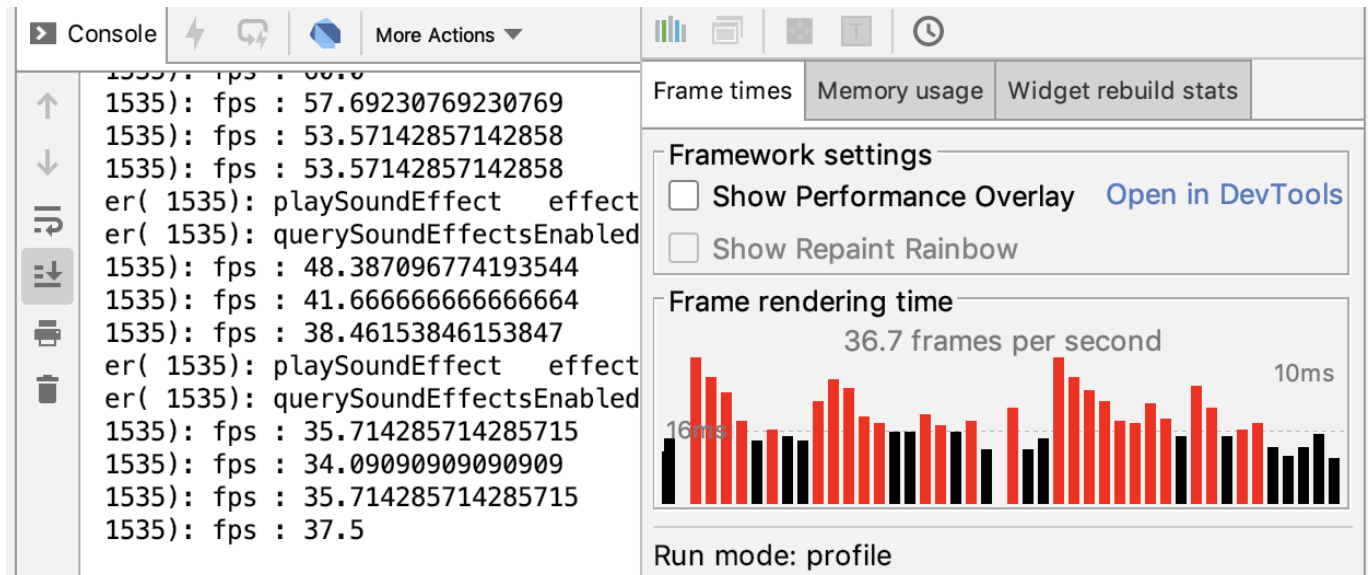 Console
More Actions
1535): fps : 60.0
1535): fps : 57.69230769230769
1535): fps : 53.57142857142858
1535): fps : 53.57142857142858
er( 1535): playSoundEffect effect
er( 1535): querySoundEffectsEnabled
1535): fps : 48.387096774193544
1535): fps : 41.666666666666664
1535): fps : 38.46153846153847
er( 1535): playSoundEffect effect
er( 1535): querySoundEffectsEnabled
1535): fps : 35.714285714285715
1535): fps : 34.09090909090909
1535): fps : 35.714285714285715
1535): fps : 37.5
Frame times
Memory usage
Widget rebuild stats
Framework settings
Show Performance Overlay
Open in DevTools
Show Repaint Rainbow
Frame rendering time
36.7 frames per second
10ms
16ms
Run mode: profile